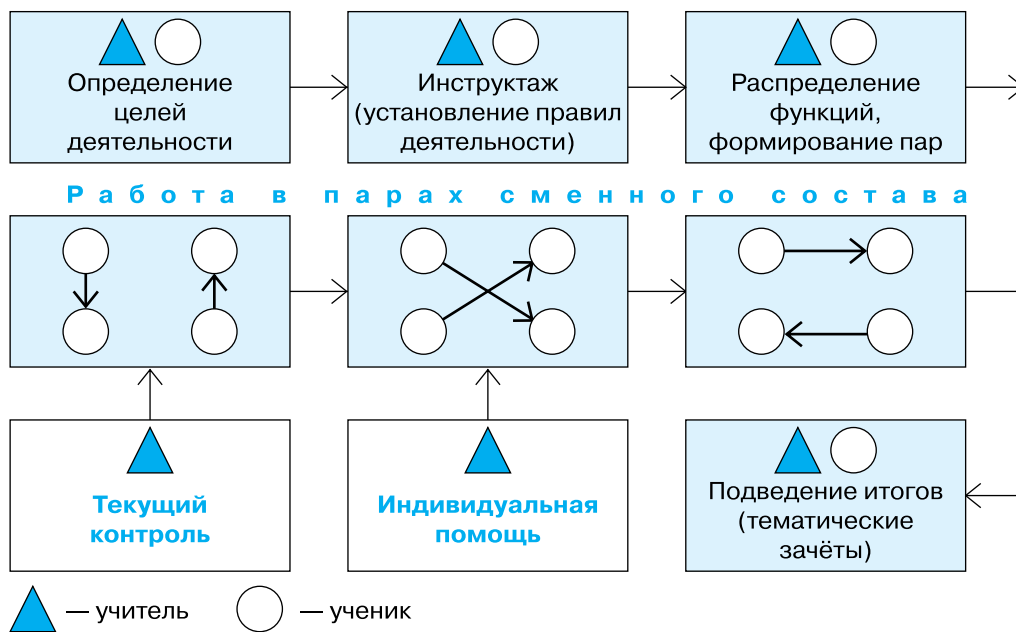 Определение
целей
деятельности
Инструктаж
(установление правил
деятельности)
Распределение
функций,
формирование пар
Работа в парах сменного состава
Текущий
контроль
Индивидуальная
помощь
Подведение итогов
(тематические
зачёты)
— учитель
— ученик